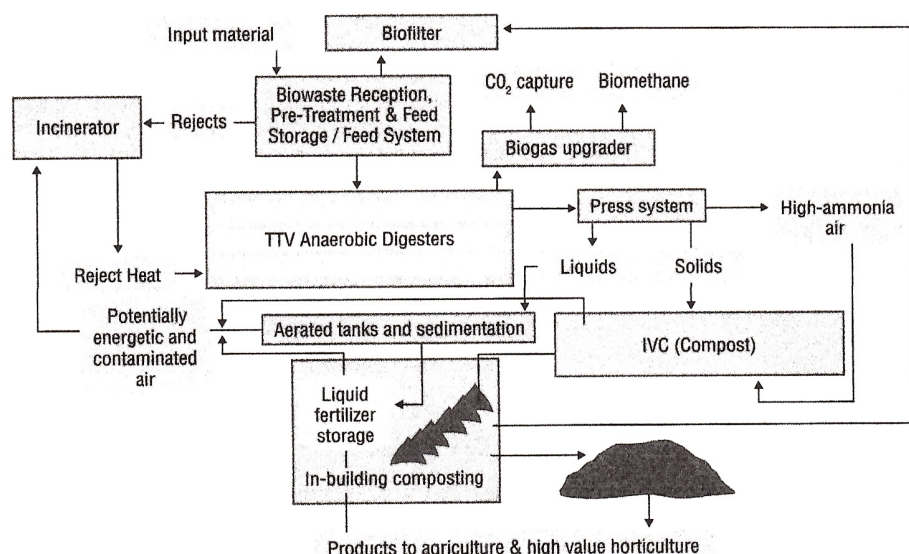 Input material
Biofilter
CO₂ capture
Biomethane
Incinerator
Rejects
Biowaste Reception,
Pre-Treatment & Feed
Storage / Feed System
Biogas upgrader
TTV Anaerobic Digesters
Press system
High-ammonia
air
Reject Heat
Liquids
Solids
Potentially
energetic and
contaminated
air
Aerated tanks and sedimentation
IVC (Compost)
Liquid
fertilizer
storage
In-building composting
Products to agriculture & high value horticulture